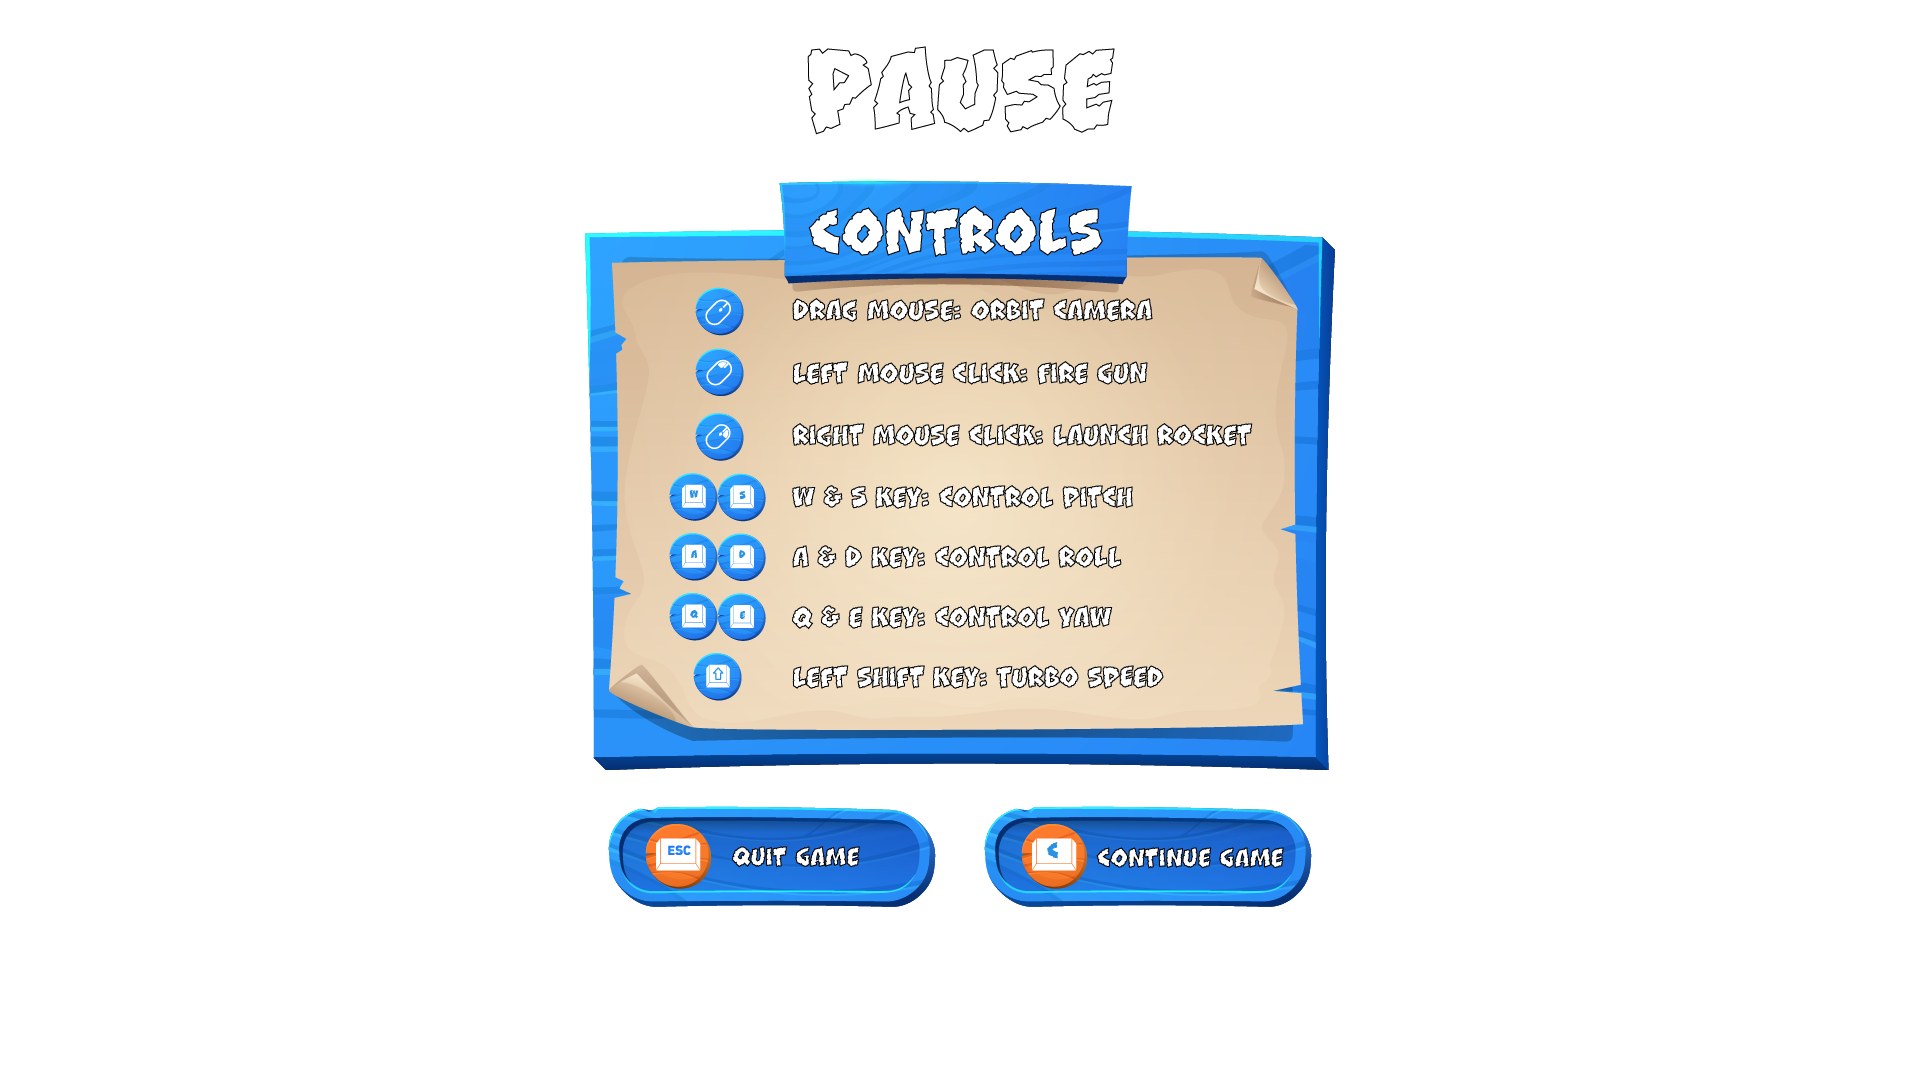 PAUSE
CONTROLS
DRAG MOUSE: ORBIT CAMERA
LEFT MOUSE CLICK: FIRE GUN
RIGHT MOUSE CLICK: LAUNCH ROCKET
W S W & S KEY: CONTROL PITCH
A D A & D KEY: CONTROL ROLL
Q E Q & E KEY: CONTROL YAW
LEFT SHIFT KEY: TURBO SPEED
ESC QUIT GAME
C CONTINUE GAME